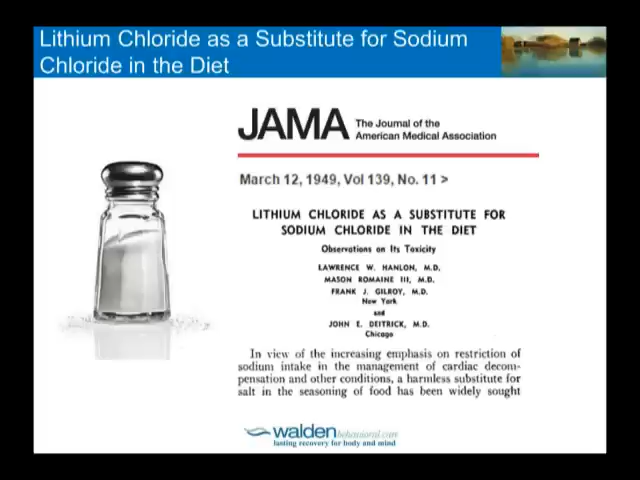 Lithium Chloride as a Substitute for Sodium
Chloride in the Diet
JAMA The Journal of the
American Medical Association
March 12, 1949, Vol 139, No. 11 >
LITHIUM CHLORIDE AS A SUBSTITUTE FOR
SODIUM CHLORIDE IN THE DIET
Observations on Its Toxicity
LAWRENCE W. HANLON, M.D.
MASON ROMAINE III, M.D.
FRANK J. GILROY, M.D.
New York
and
JOHN E. DEITRICK, M.D.
Chicago
In view of the increasing emphasis on restriction of
sodium intake in the management of cardiac decom-
pensation and other conditions, a harmless substitute for
salt in the seasoning of food has been widely sought
walden behavioral care
lasting recovery for body and mind